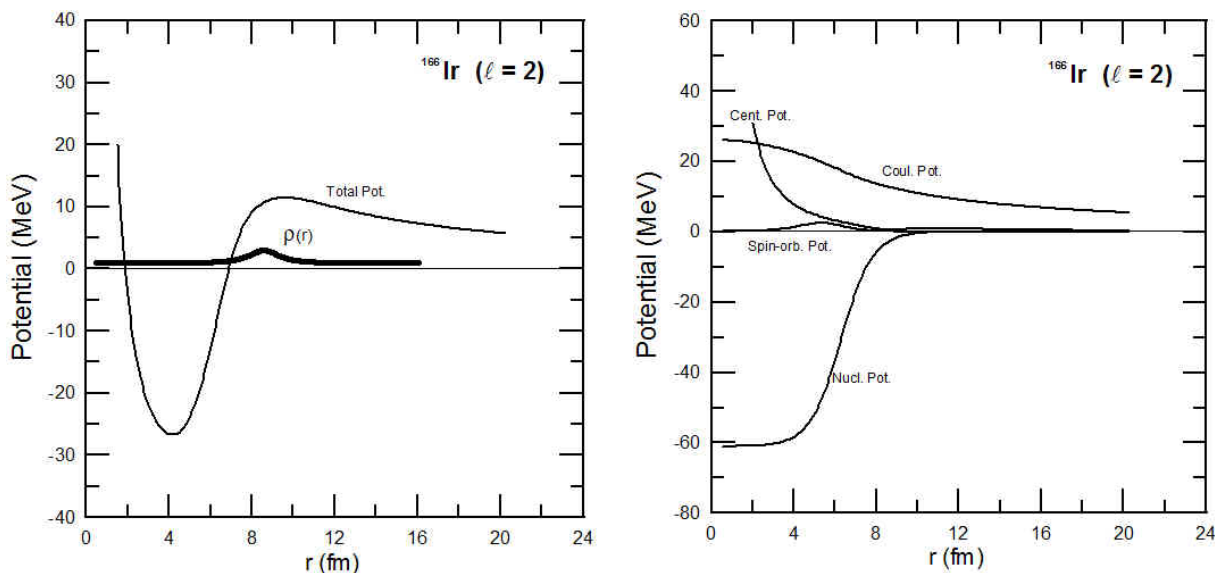 40
30
20
10
0
-10
-20
-30
-40
Potential (MeV)
¹⁶⁶Ir (ℓ = 2)
Total Pot.
ρ(r)
0 4 8 12 16 20 24
r (fm)
60
40
20
0
-20
-40
-60
-80
Potential (MeV)
¹⁶⁶Ir (ℓ = 2)
Cent. Pot.
Coul. Pot.
Spin-orb. Pot.
Nucl. Pot.
0 4 8 12 16 20 24
r (fm)